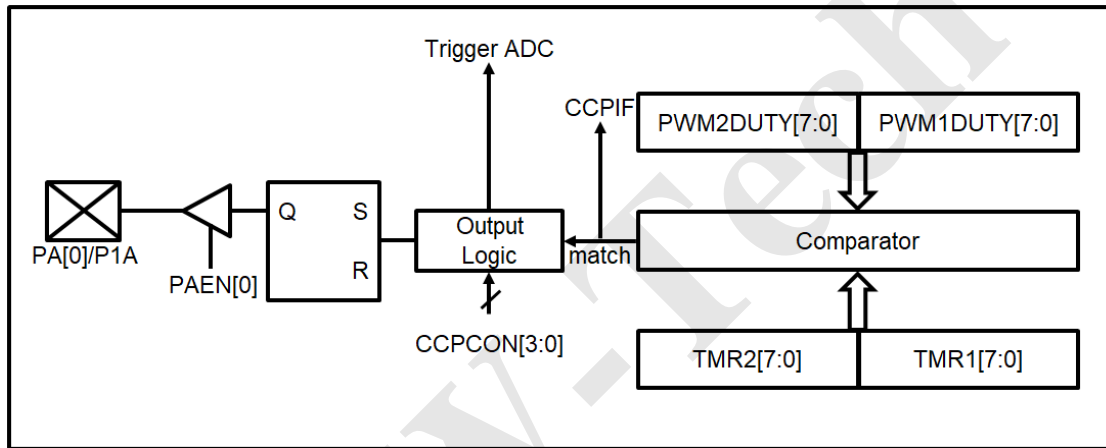 Trigger ADC
CCPIF
PWM2DUTY[7:0] PWM1DUTY[7:0]
Q S
R
Output
Logic
match
Comparator
PA[0]/P1A
PAEN[0]
CCPCON[3:0]
TMR2[7:0] TMR1[7:0]